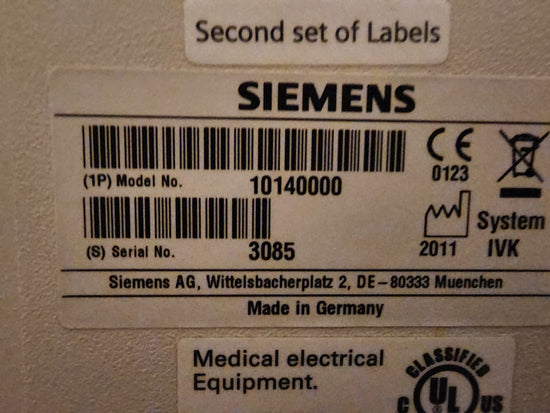 Second set of Labels
SIEMENS
(1P) Model No. 10140000
CE 0123
(S) Serial No. 3085
2011
System
IVK
Siemens AG, Wittelsbacherplatz 2, DE-80333 Muenchen
Made in Germany
Medical electrical
Equipment.
CLASSIFIED
C UL US